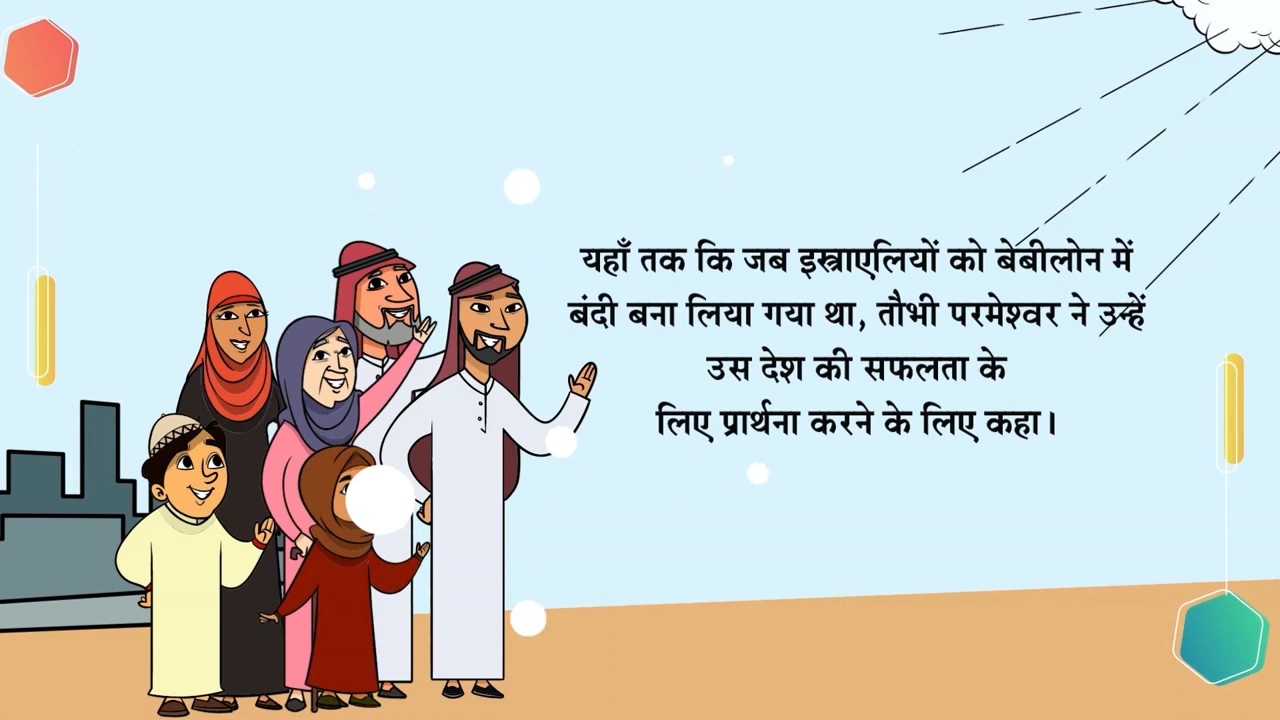 यहाँ तक कि जब इस्त्राएलियों को बेबीलोन में
बंदी बना लिया गया था, तौभी परमेश्वर ने उन्हें
उस देश की सफलता के
लिए प्रार्थना करने के लिए कहा।